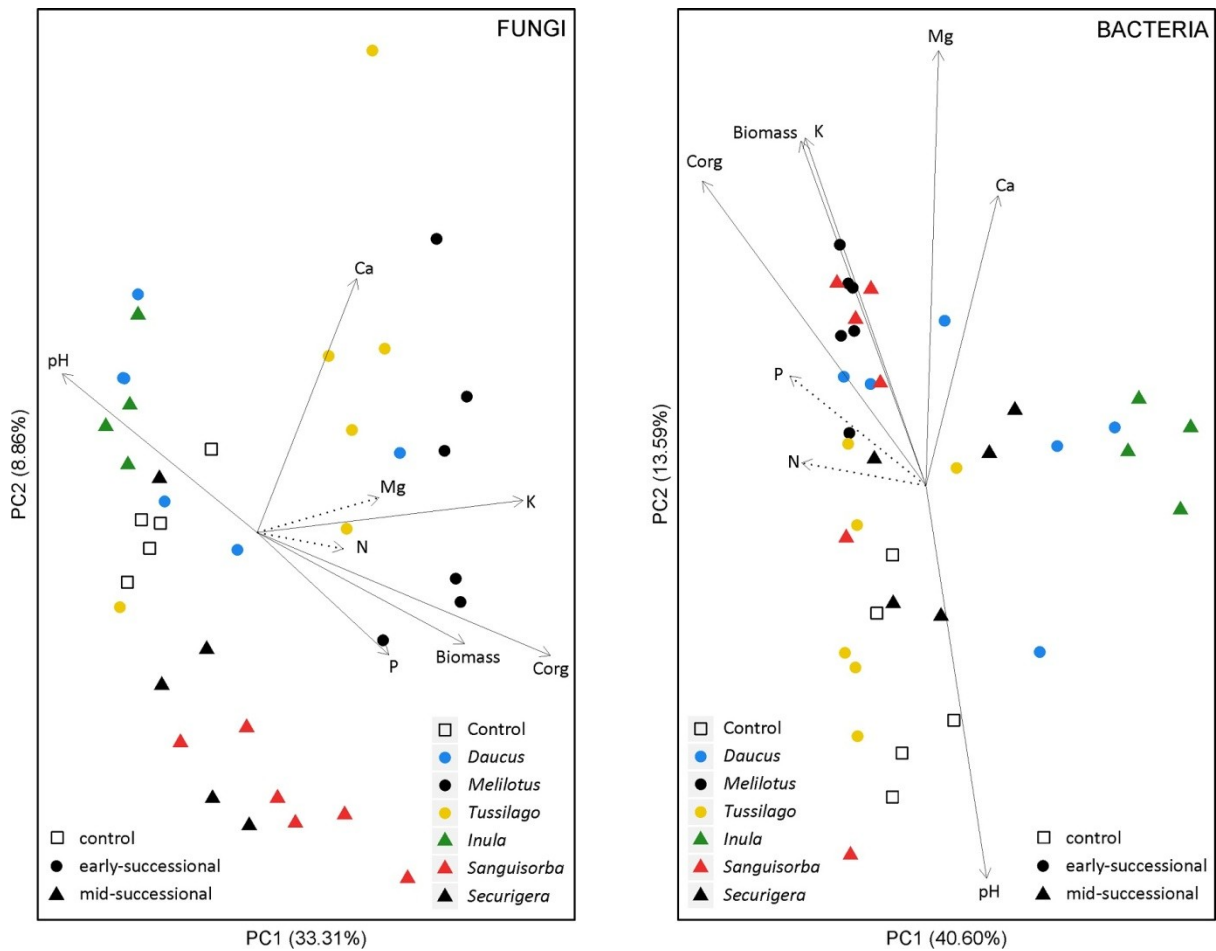 FUNGI
Ca
pH
Mg
K
N
P
Biomass
Corg
Control
Daucus
Melilotus
Tussilago
Inula
Sanguisorba
Securigera
control
early-successional
mid-successional
PC2 (8.86%)
PC1 (33.31%)
BACTERIA
Mg
Biomass K
Corg
Ca
P
N
pH
Control
Daucus
Melilotus
Tussilago
Inula
Sanguisorba
Securigera
control
early-successional
mid-successional
PC2 (13.59%)
PC1 (40.60%)